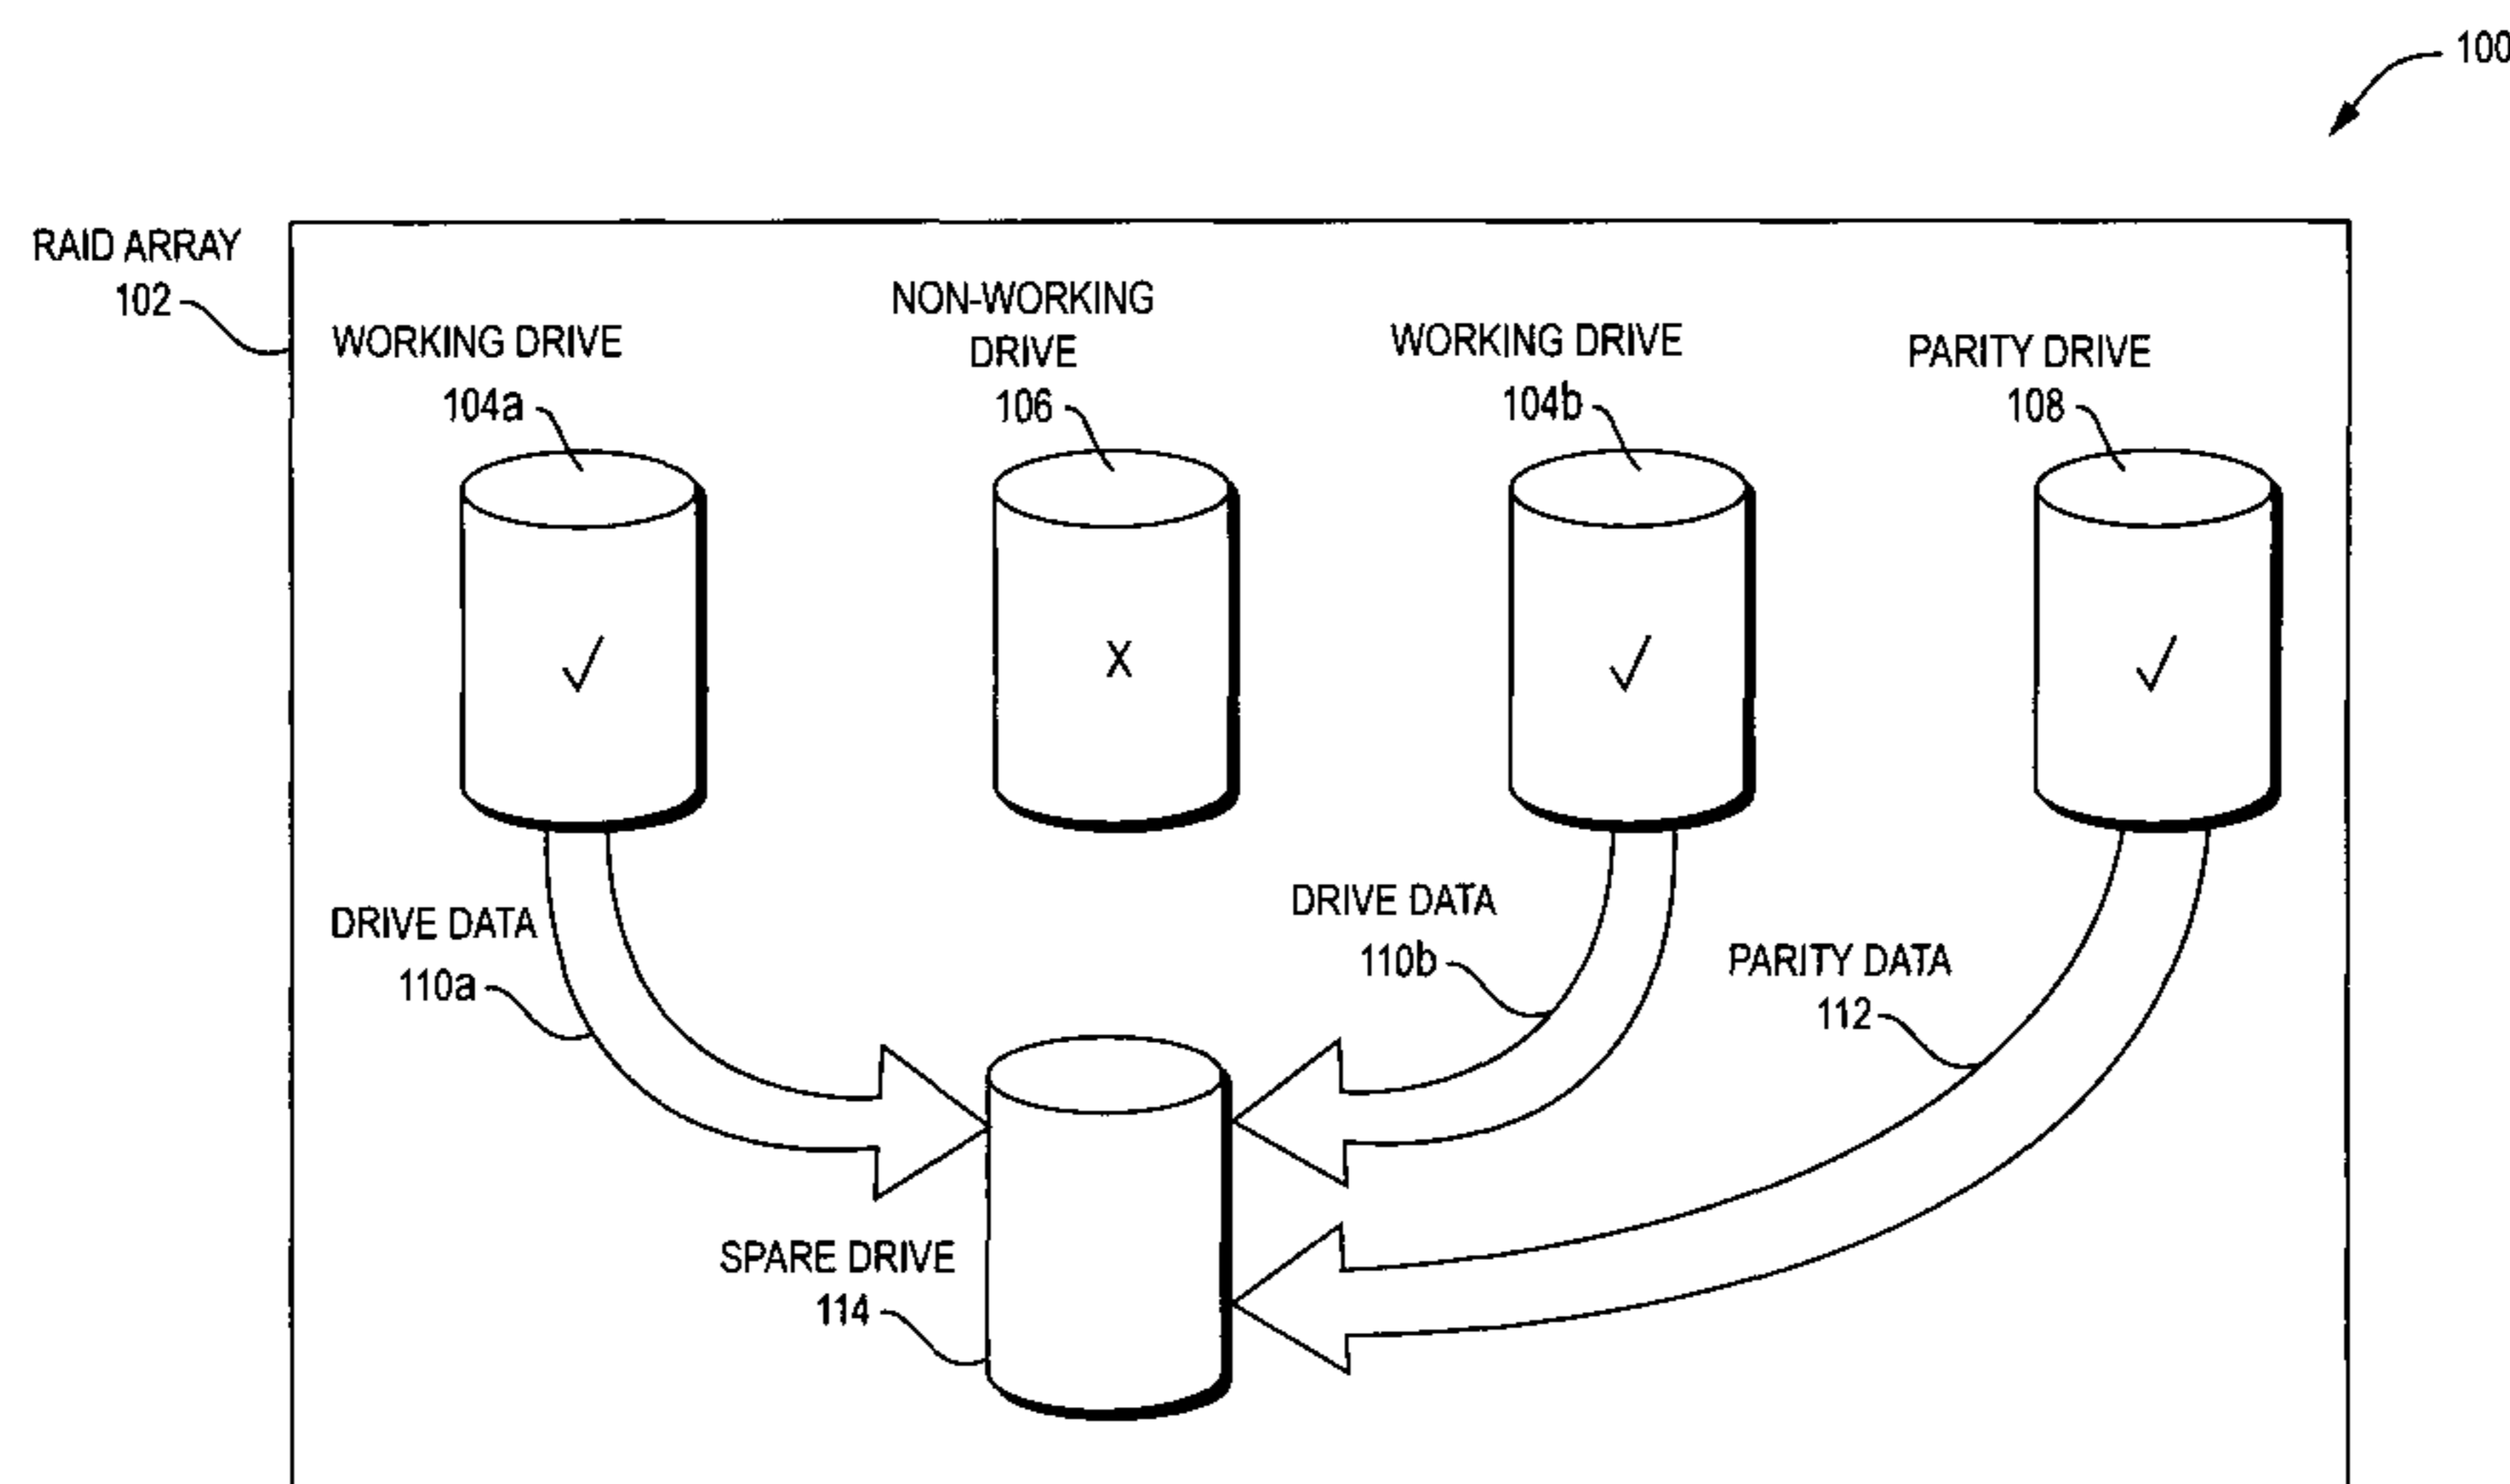 100
RAID ARRAY
102
WORKING DRIVE
104a
NON-WORKING
DRIVE
106
WORKING DRIVE
104b
PARITY DRIVE
108
√
X
√
√
DRIVE DATA
110a
DRIVE DATA
110b
PARITY DATA
112
SPARE DRIVE
114